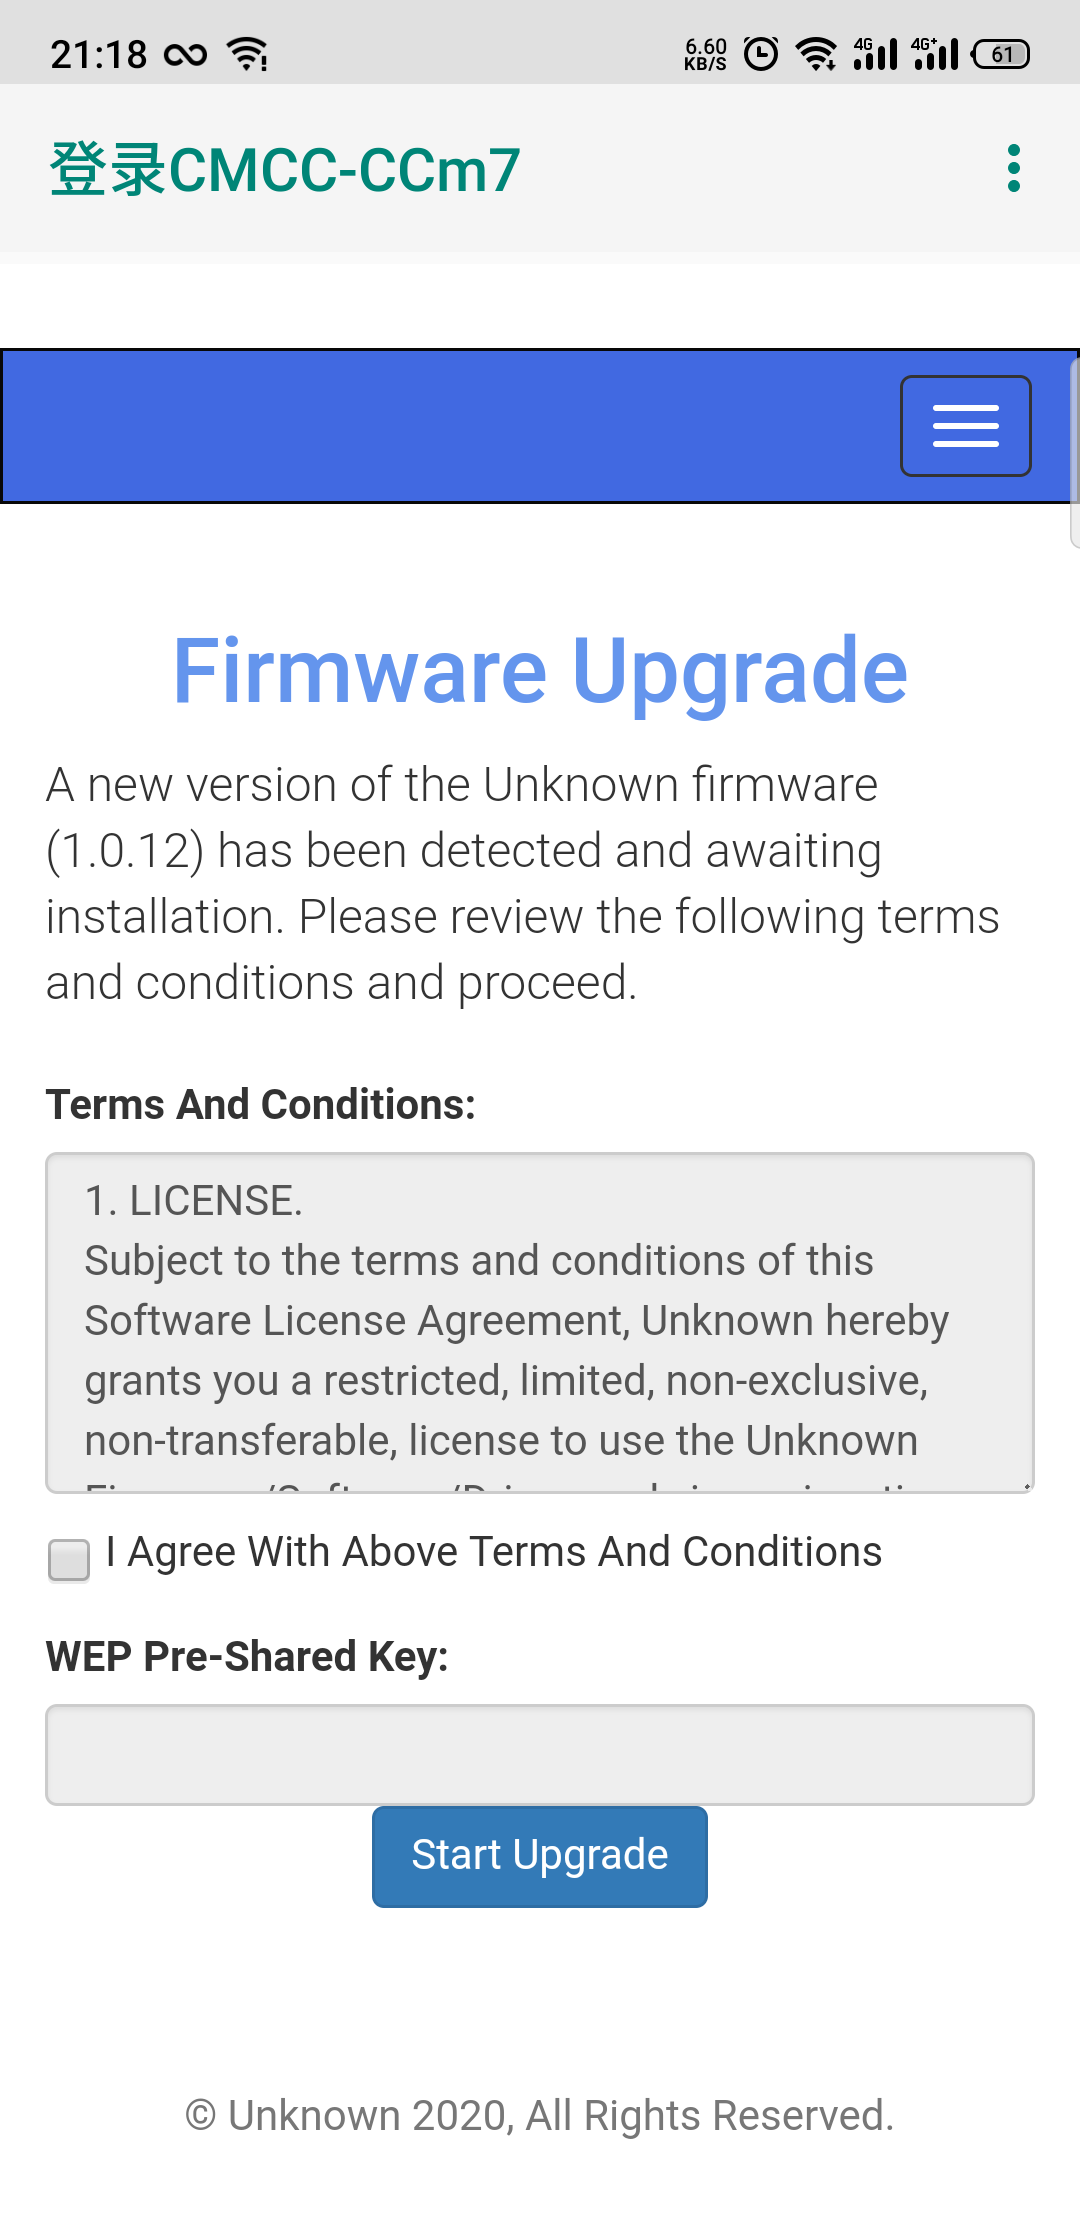 21:18
6.60
KB/S
4G
4G+
61
登录CMCC-CCm7
Firmware Upgrade
A new version of the Unknown firmware
(1.0.12) has been detected and awaiting
installation. Please review the following terms
and conditions and proceed.
Terms And Conditions:
1. LICENSE.
Subject to the terms and conditions of this
Software License Agreement, Unknown hereby
grants you a restricted, limited, non-exclusive,
non-transferable, license to use the Unknown
I Agree With Above Terms And Conditions
WEP Pre-Shared Key:
Start Upgrade
© Unknown 2020, All Rights Reserved.